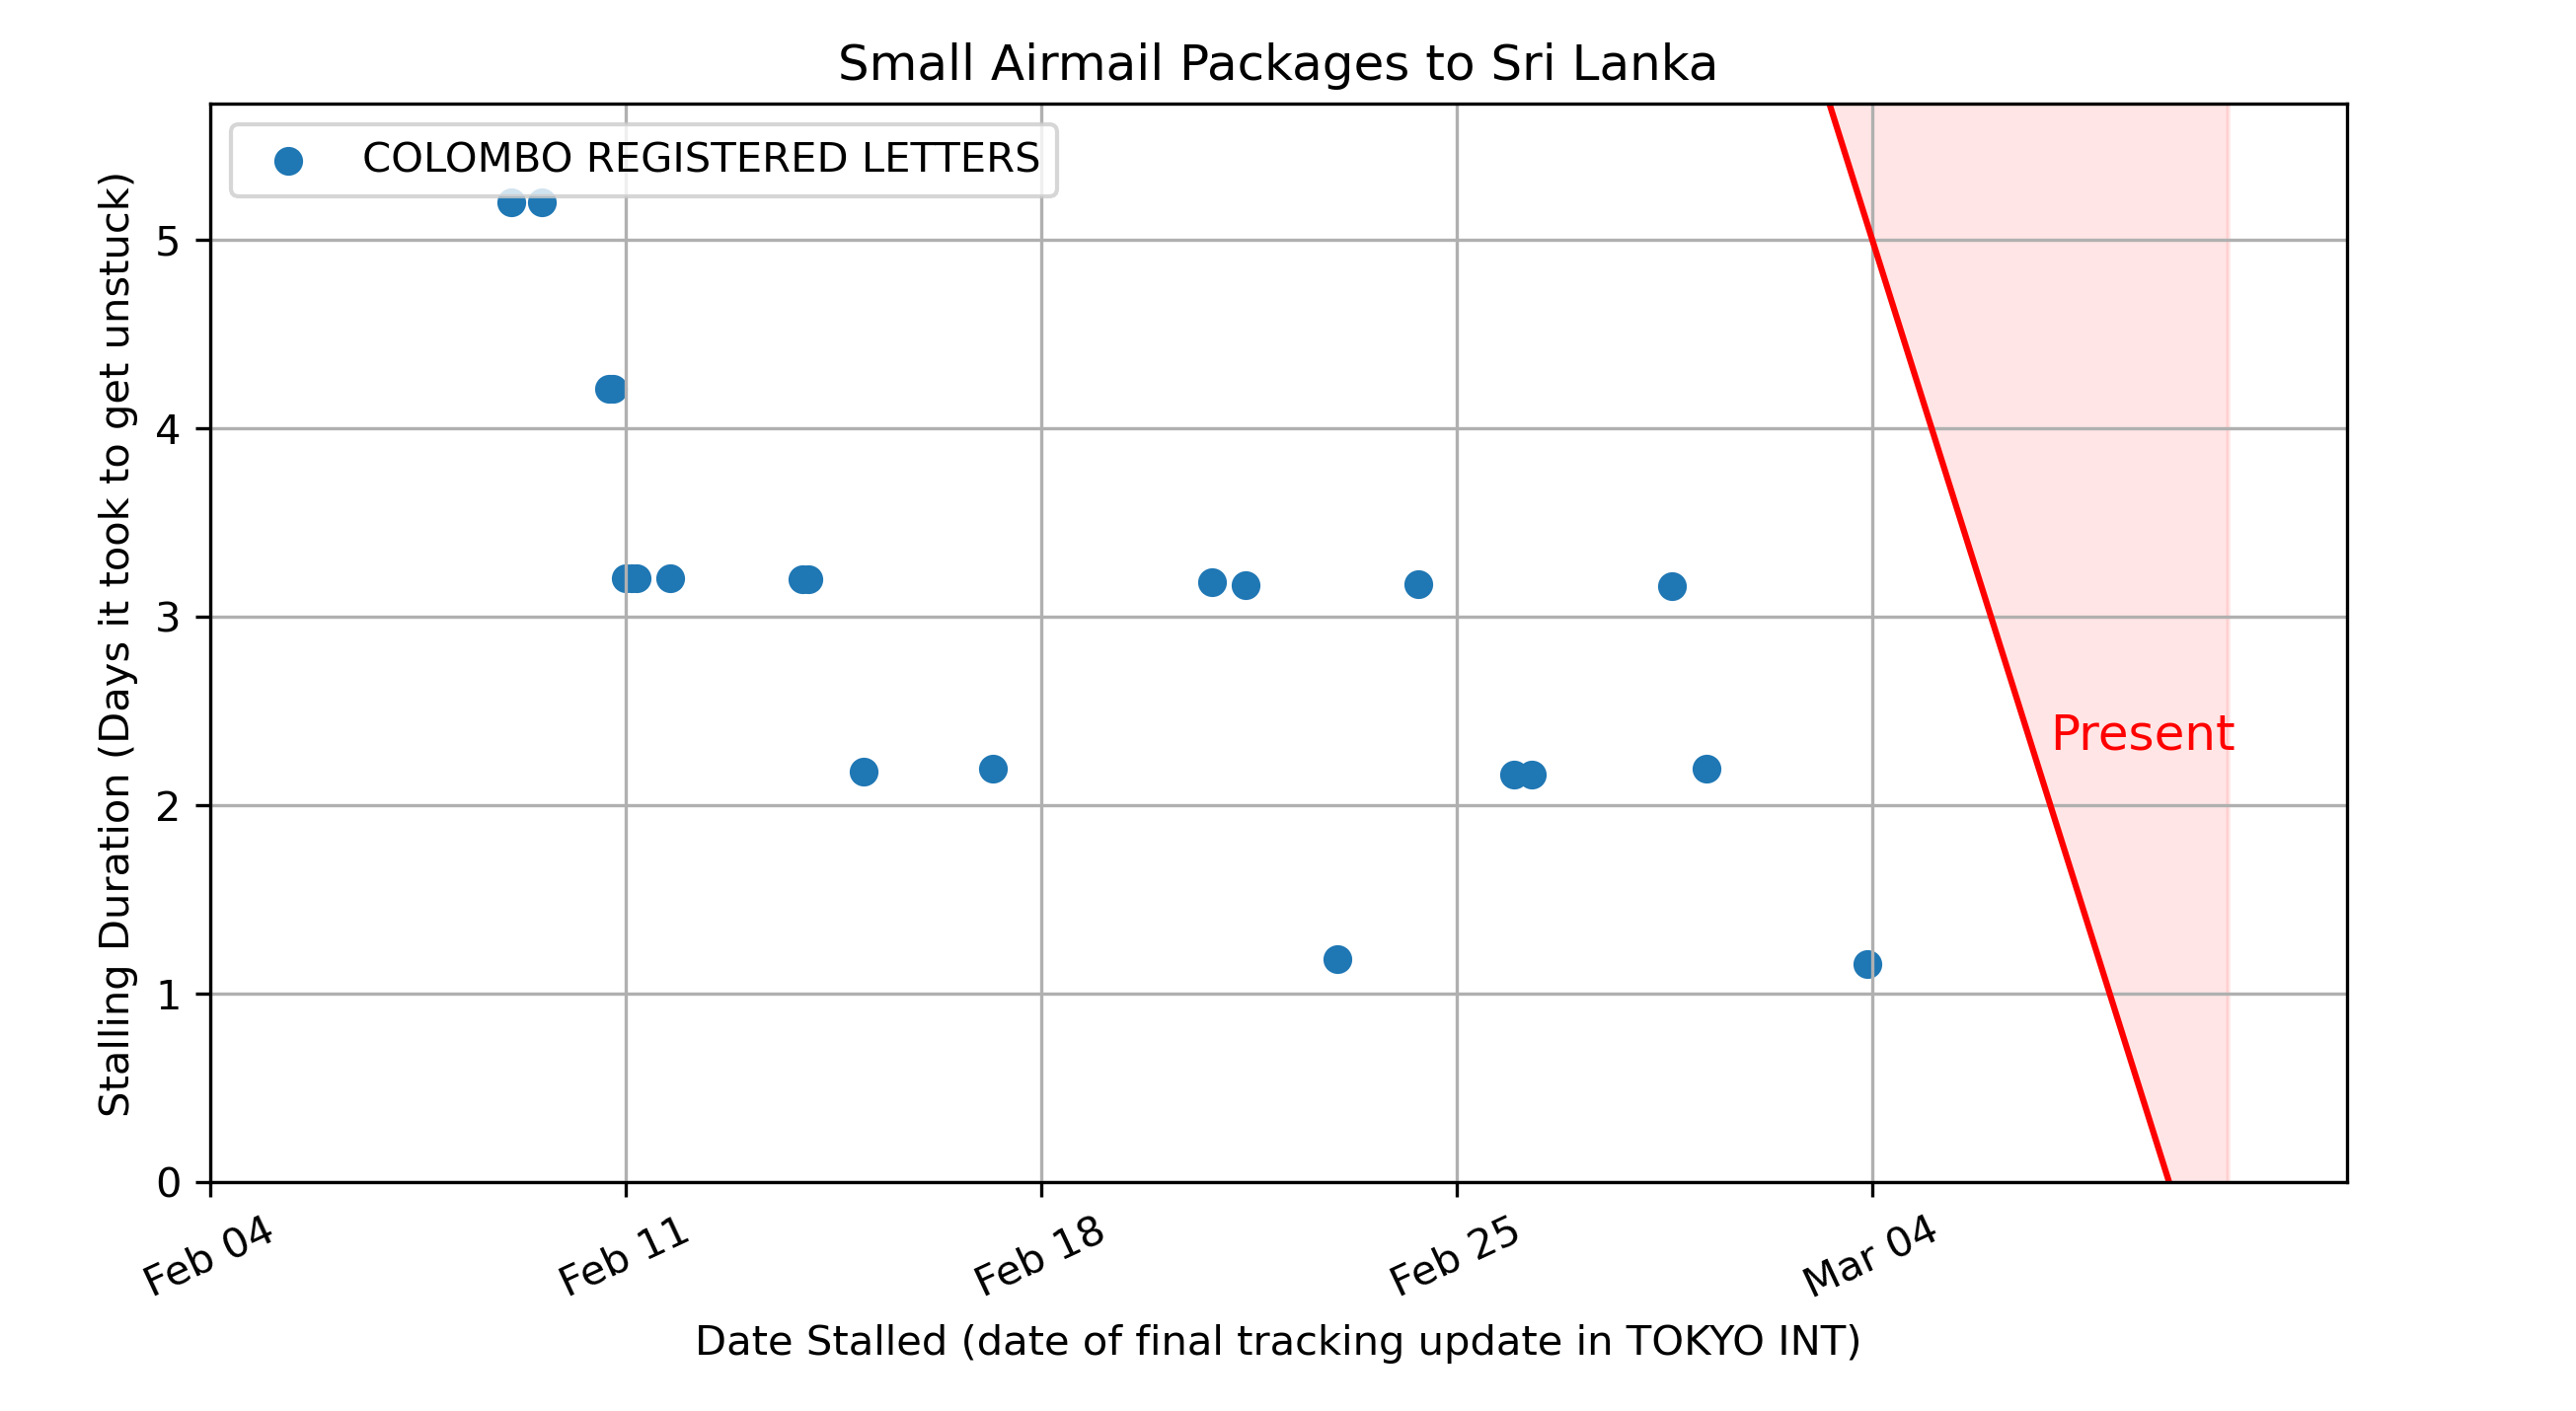 Small Airmail Packages to Sri Lanka
COLOMBO REGISTERED LETTERS
Stalling Duration (Days it took to get unstuck)
5
4
3
2
1
0
Present
Feb 04
Feb 11
Feb 18
Feb 25
Mar 04
Date Stalled (date of final tracking update in TOKYO INT)